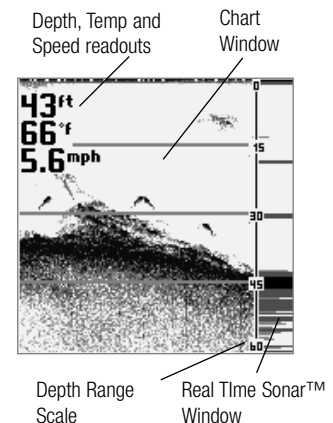 Depth, Temp and
Speed readouts
Chart
Window
43ft
66°f
5.6mph
0
15
30
45
60
Depth Range
Scale
Real TIme Sonar™
Window